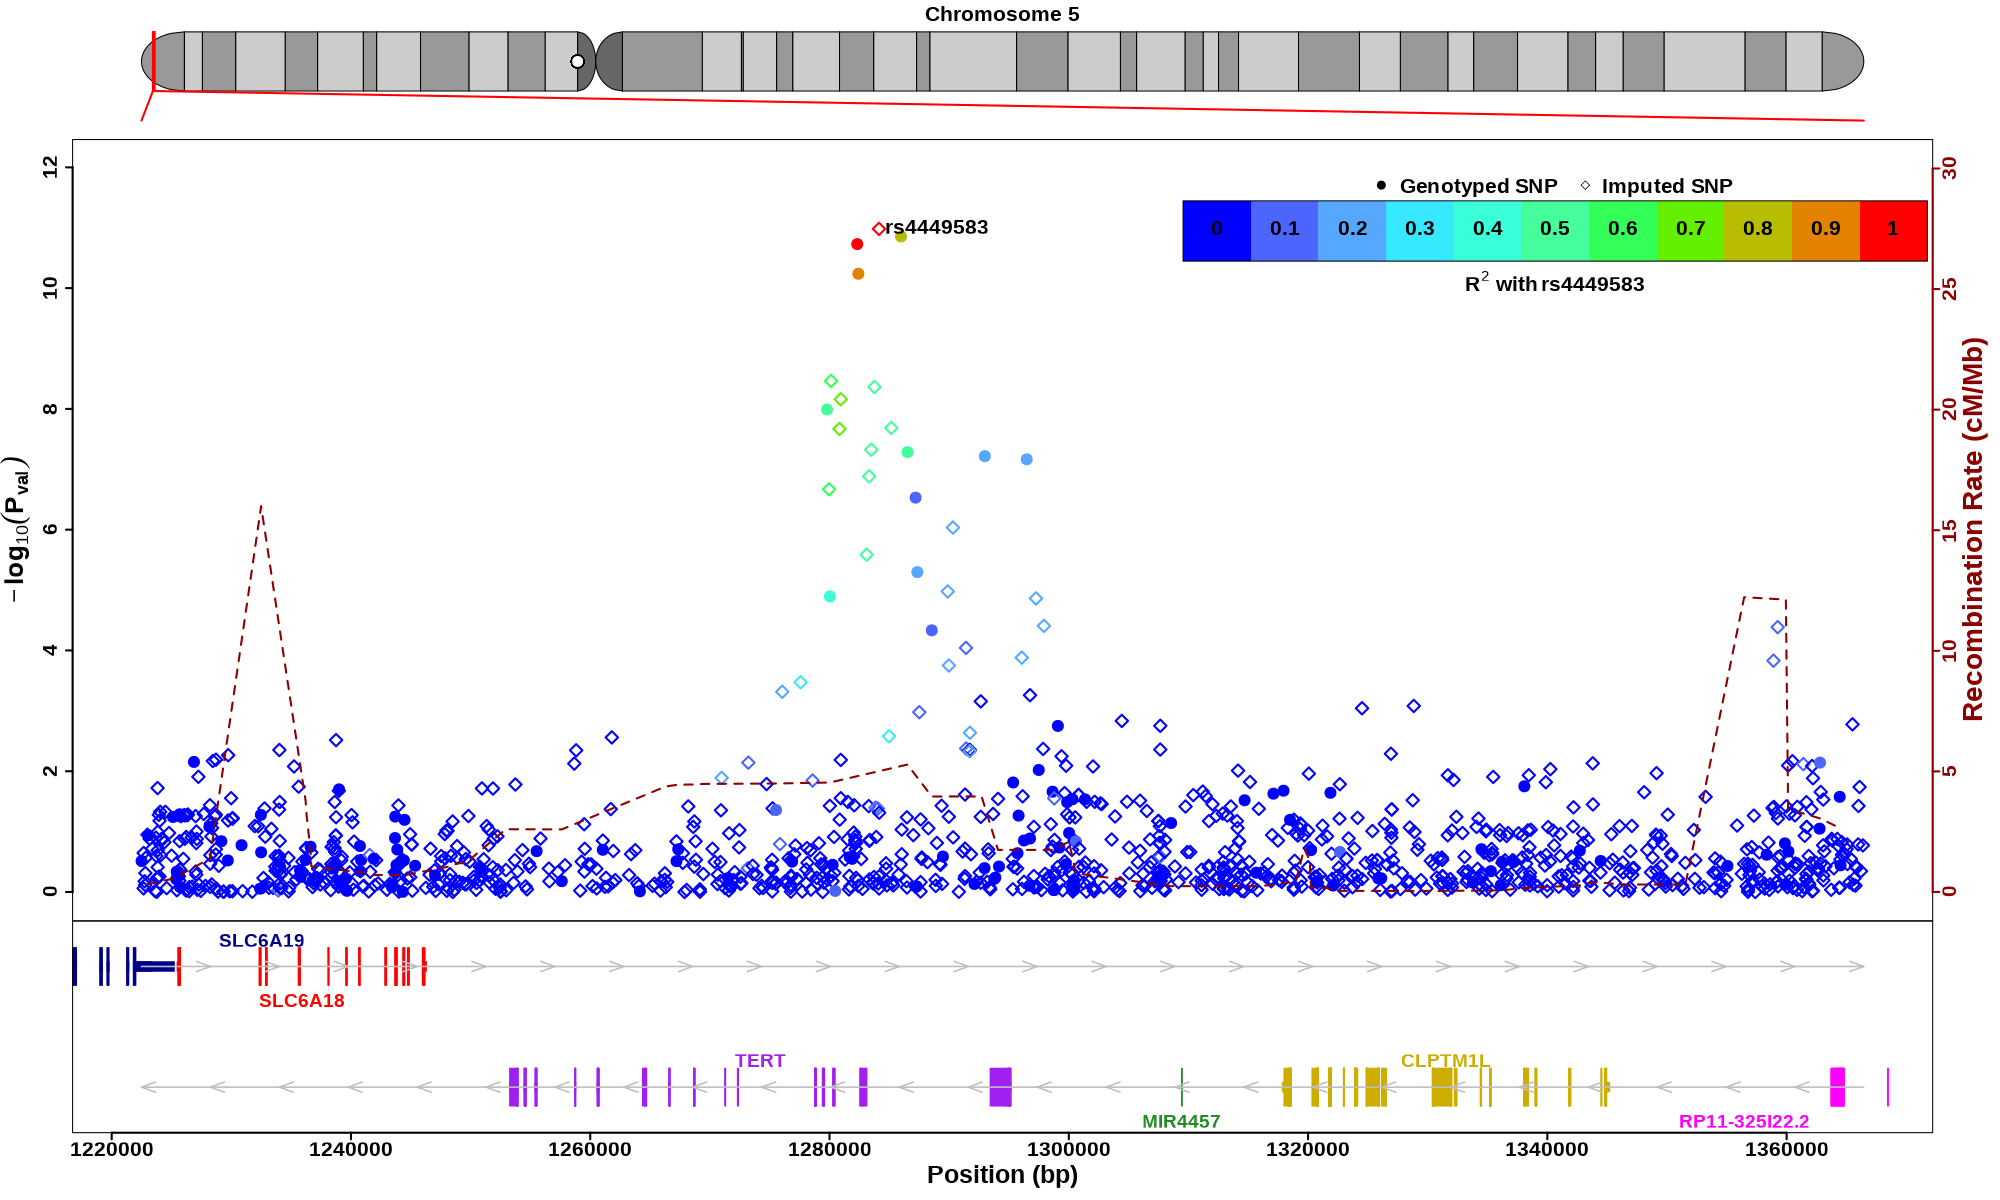 Chromosome 5
12
10
8
6
4
2
0
− log10(Pval)
30
25
20
15
10
5
0
Recombination Rate (cM/Mb)
Genotyped SNP
Imputed SNP
0 0.1 0.2 0.3 0.4 0.5 0.6 0.7 0.8 0.9 1
R2 with rs4449583
rs4449583
SLC6A19
SLC6A18
TERT
CLPTM1L
MIR4457
RP11-325I22.2
1220000 1240000 1260000 1280000 1300000 1320000 1340000 1360000
Position (bp)